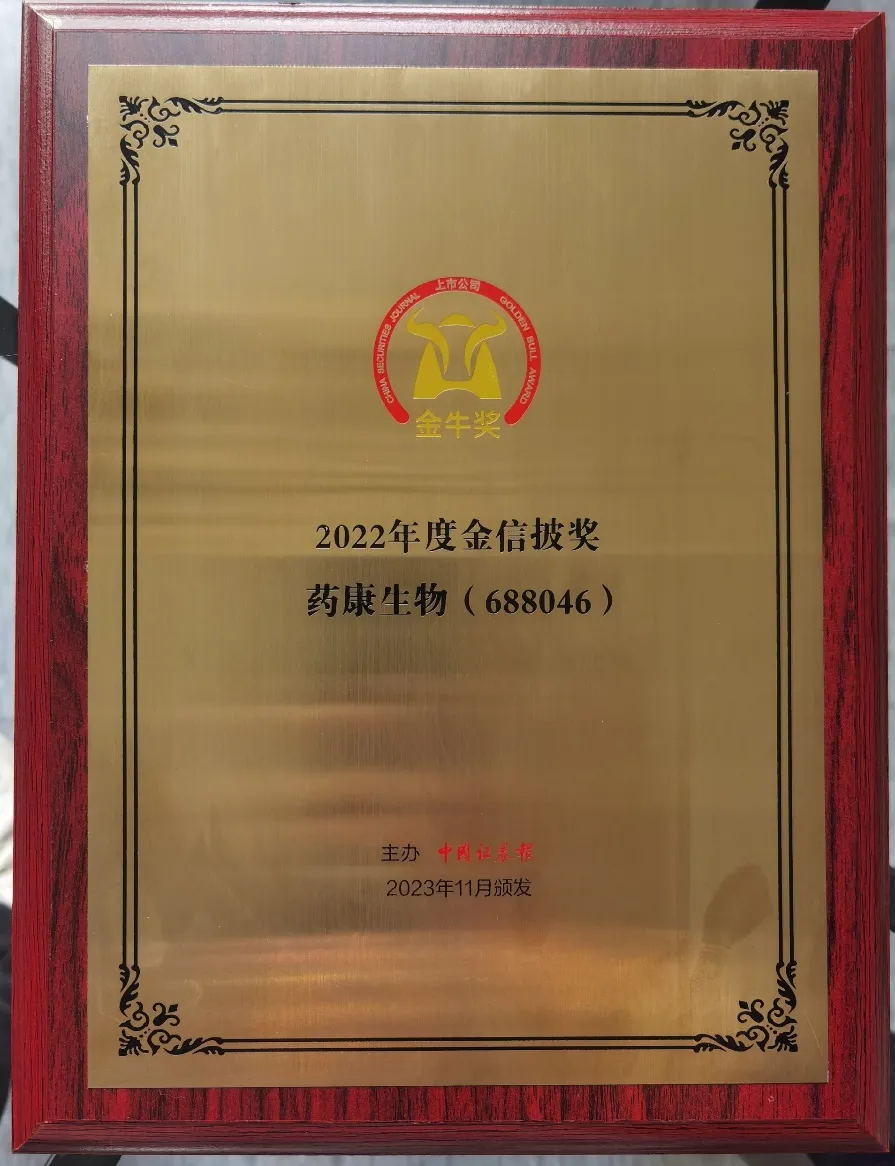 CHINA SECURITIES JOURNAL 上市公司 GOLDEN BULL AWARD
金牛奖
2022年度金信披奖
药康生物（688046）
主办 中国证券报
2023年11月颁发